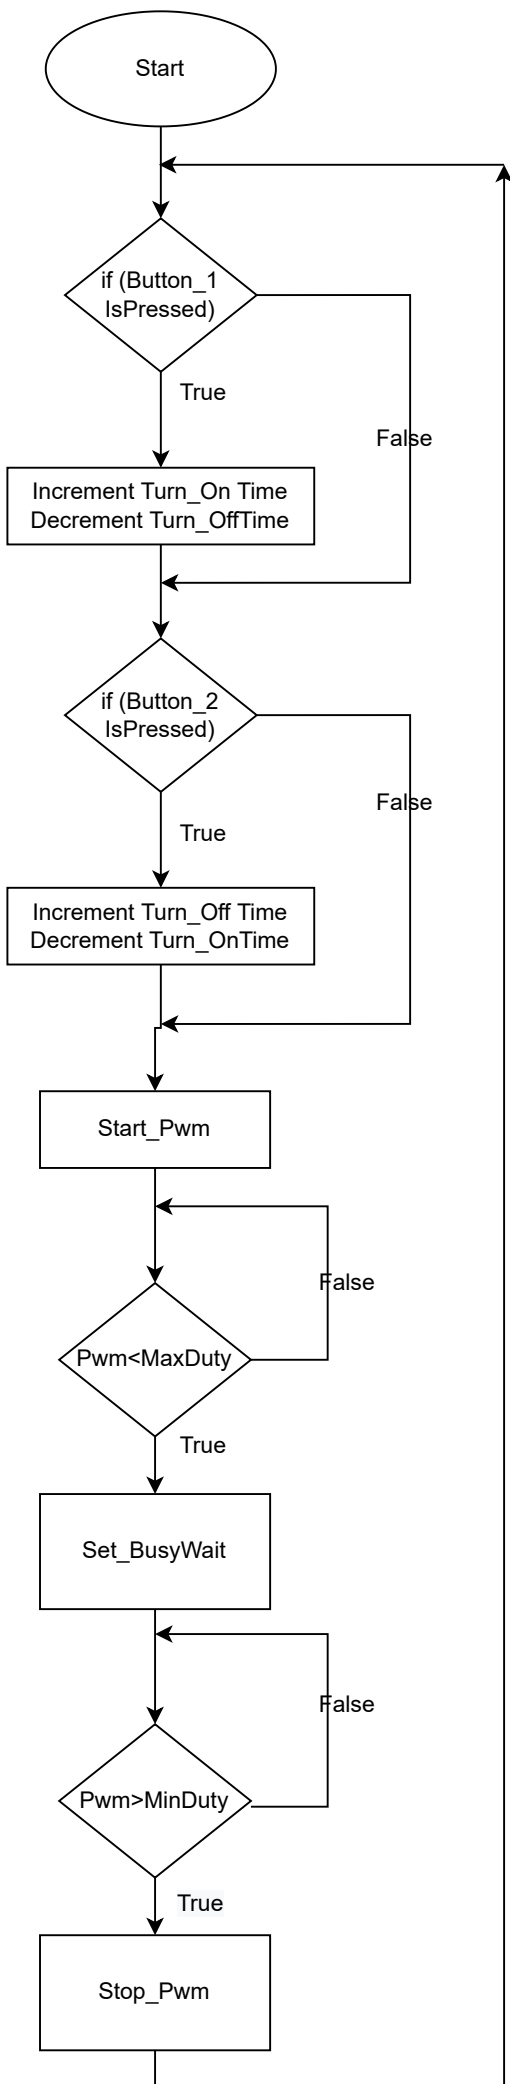 Start
if (Button_1
IsPressed)
True
False
Increment Turn_On Time
Decrement Turn_OffTime
if (Button_2
IsPressed)
False
True
Increment Turn_Off Time
Decrement Turn_OnTime
Start_Pwm
False
Pwm<MaxDuty
True
Set_BusyWait
False
Pwm>MinDuty
True
Stop_Pwm